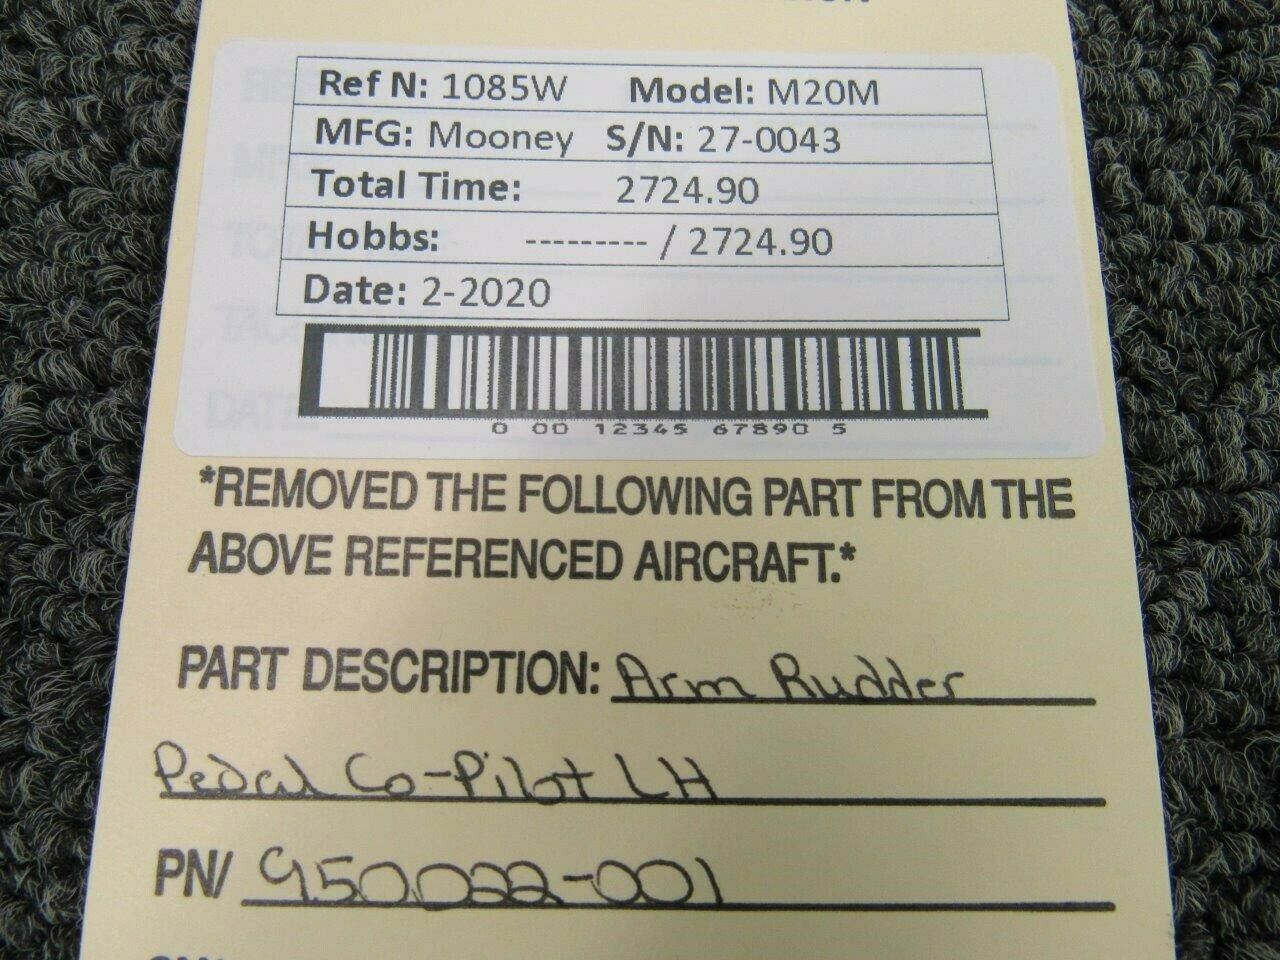 Ref N: 1085W Model: M20M
MFG: Mooney S/N: 27-0043
Total Time: 2724.90
Hobbs: --------- / 2724.90
Date: 2-2020
0 00 12345 67890 5
*REMOVED THE FOLLOWING PART FROM THE
ABOVE REFERENCED AIRCRAFT.*
PART DESCRIPTION: Arm Rudder
Pedal Co-Pilot LH
PN/ 950022-001